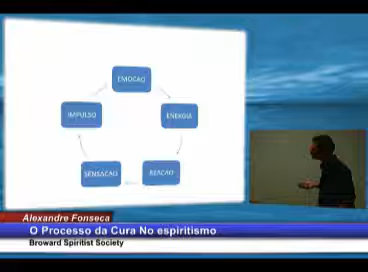 EMOCAO
IMPULSO
ENERGIA
SENSACAO
REACAO
Alexandre Fonseca
O Processo da Cura No espiritismo
Broward Spiritist Society